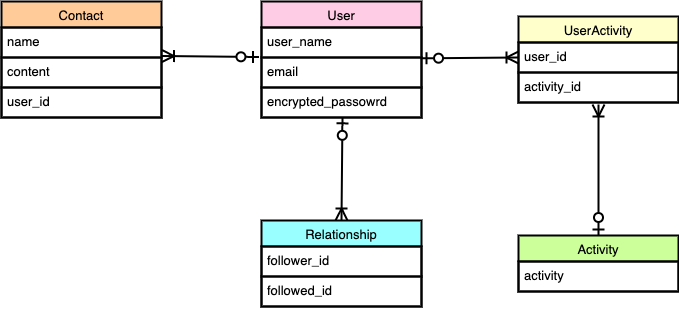 Contact
name
content
user_id
User
user_name
email
encrypted_passowrd
UserActivity
user_id
activity_id
Relationship
follower_id
followed_id
Activity
activity